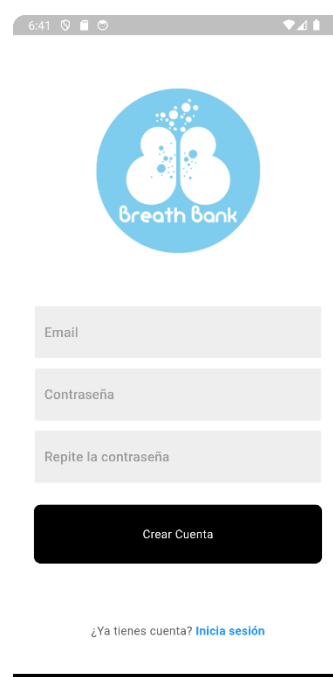 6:41
Breath Bank
Email
Contraseña
Repite la contraseña
Crear Cuenta
¿Ya tienes cuenta? Inicia sesión